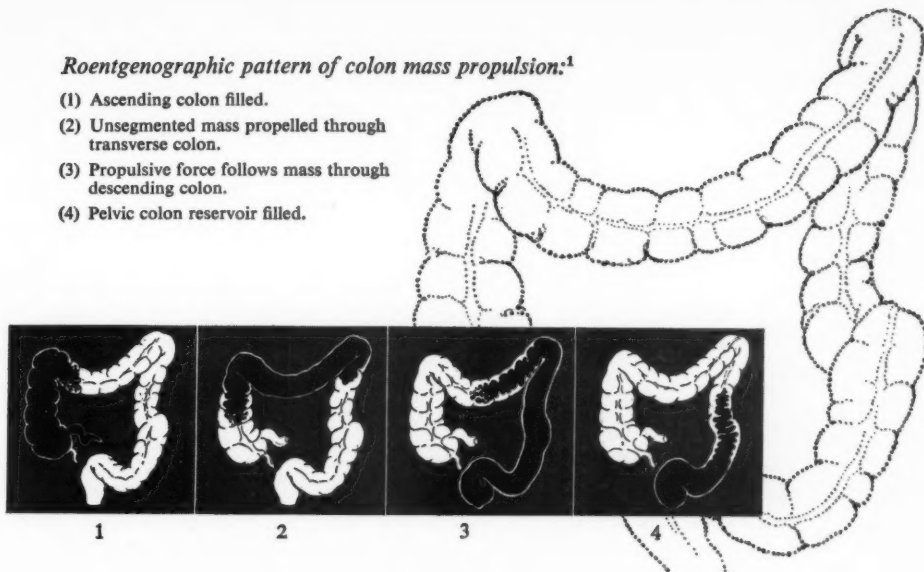 Roentgenographic pattern of colon mass propulsion:¹
(1) Ascending colon filled.
(2) Unsegmented mass propelled through
transverse colon.
(3) Propulsive force follows mass through
descending colon.
(4) Pelvic colon reservoir filled.
1 2 3 4